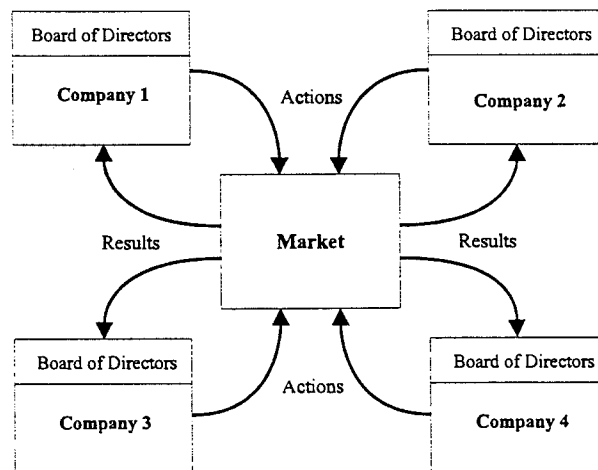 Board of Directors
Company 1
Board of Directors
Company 2
Actions
Results
Market
Results
Board of Directors
Company 3
Actions
Board of Directors
Company 4